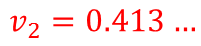 v₂ = 0.413 ...